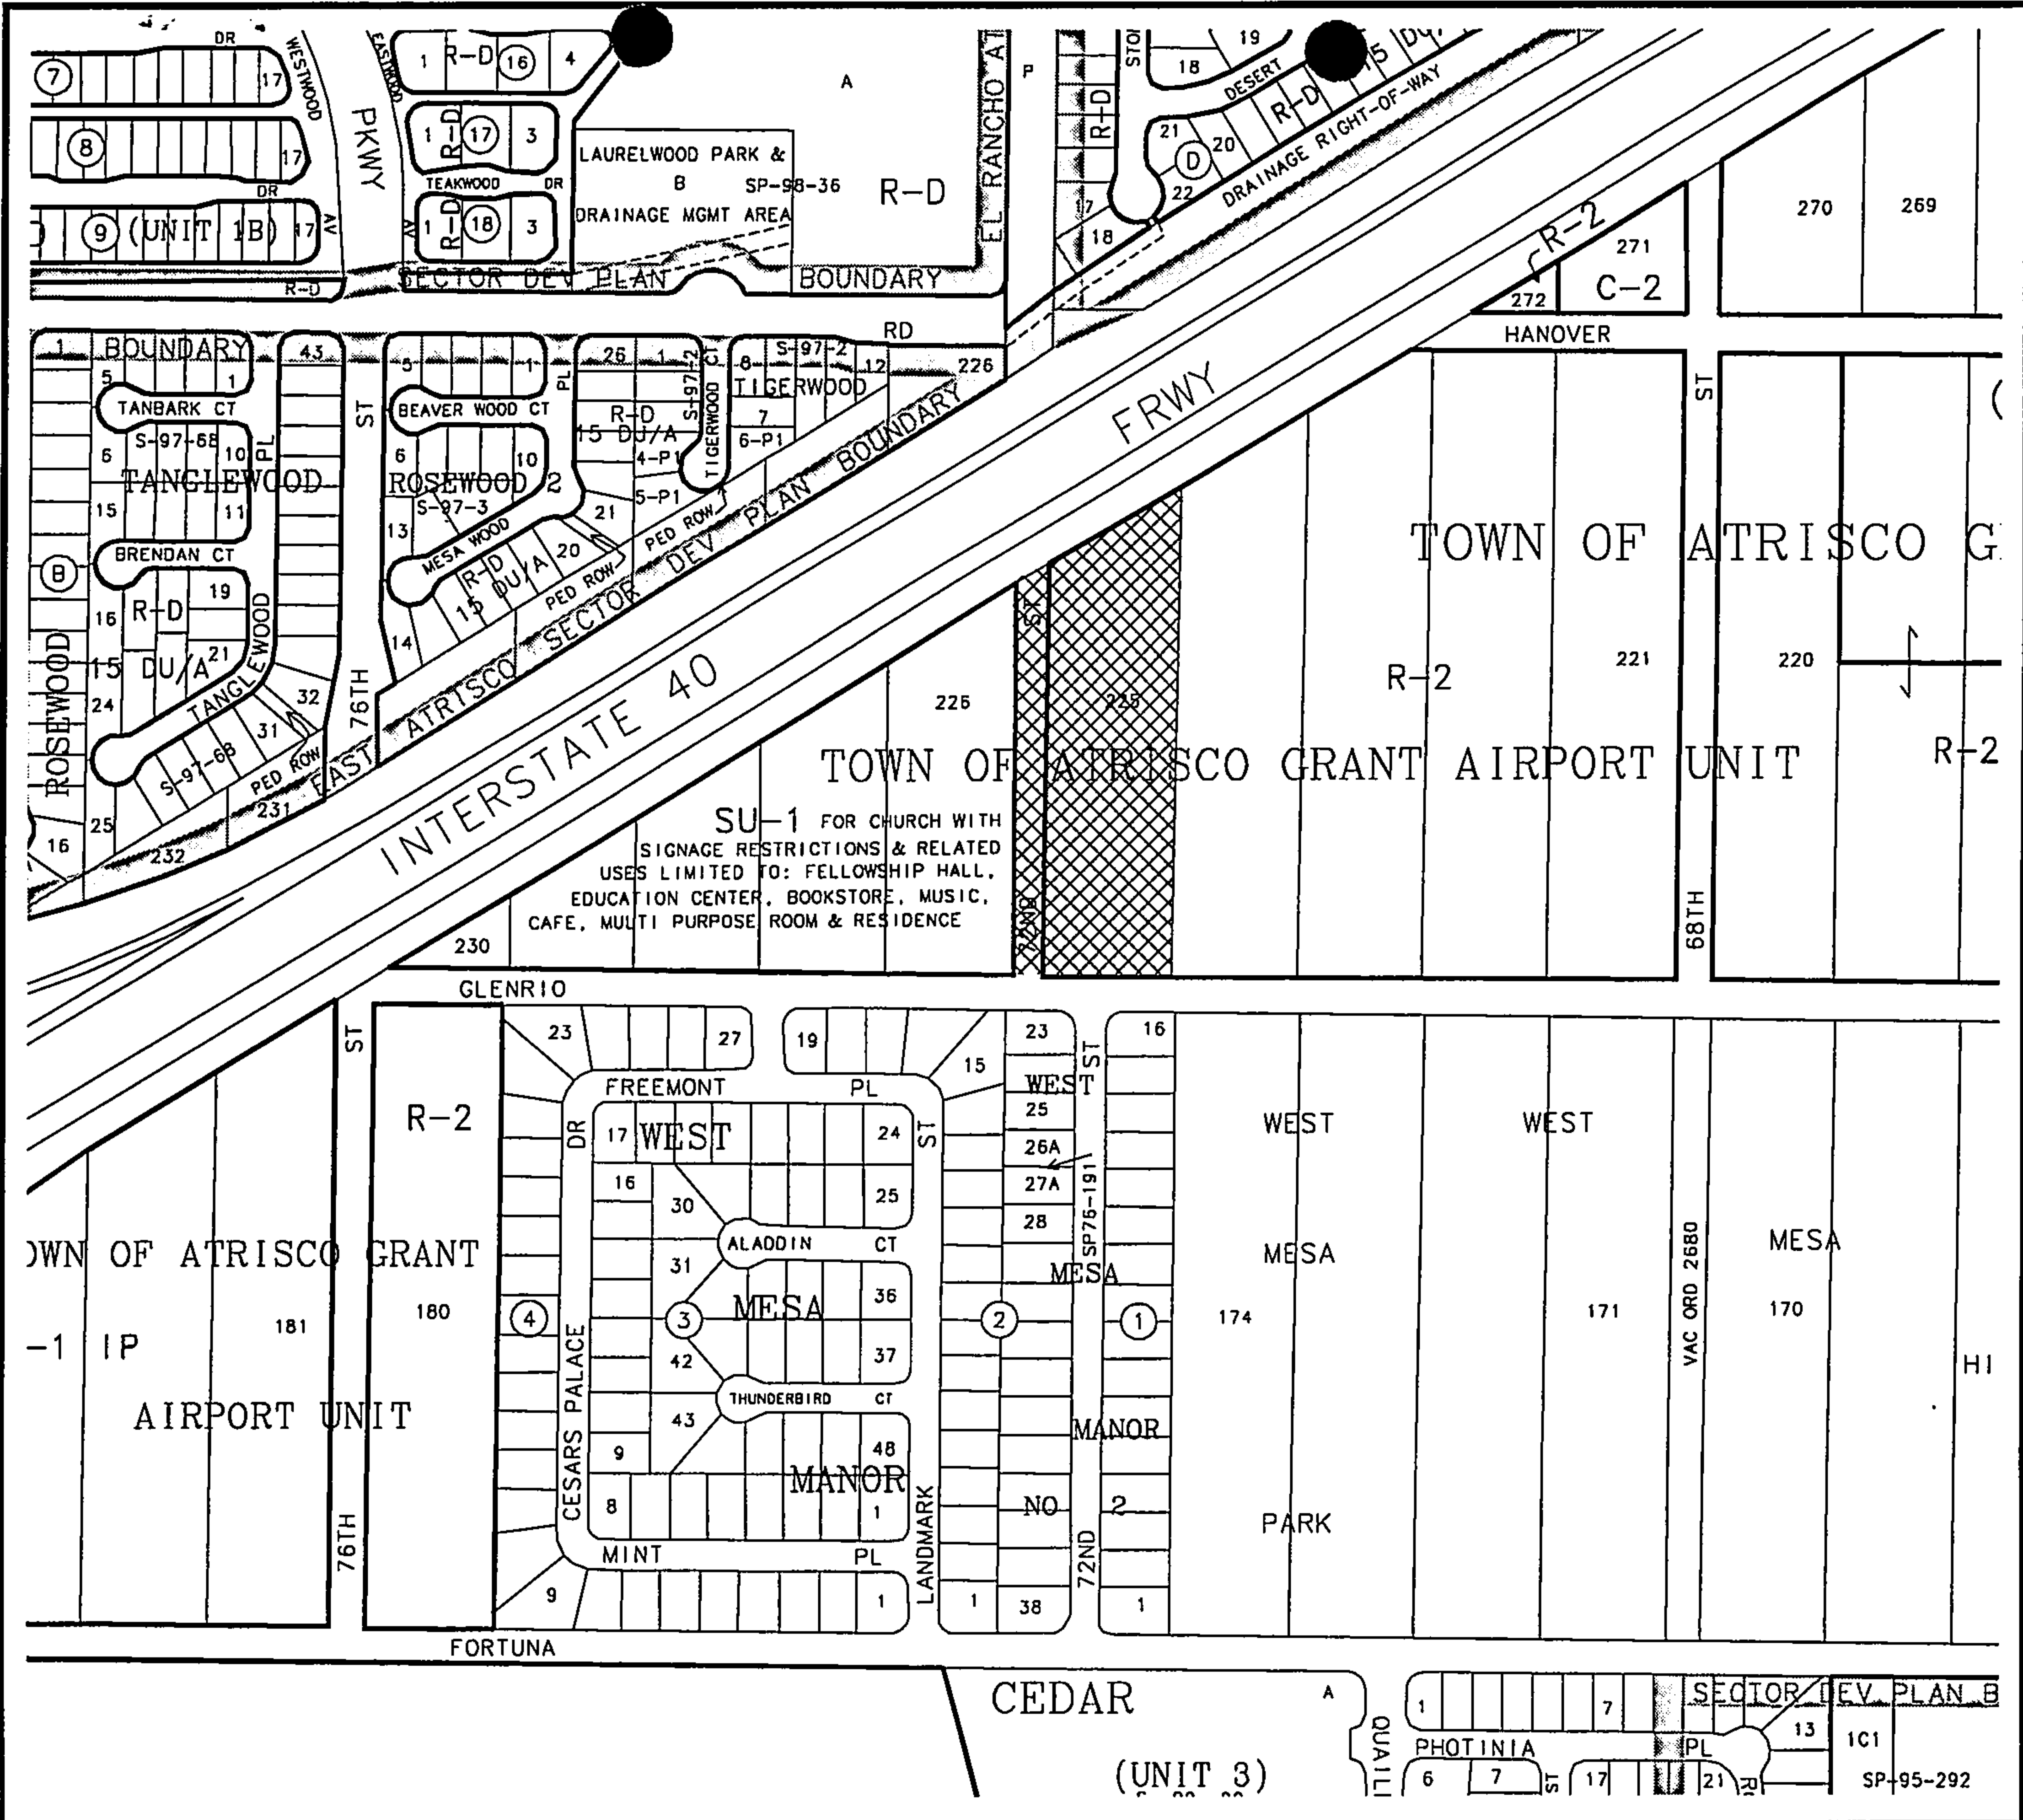 DR
WESTWOOD
EASTWOOD
PKWY
1 R-D 16 4
A
EL RANCHO AT
P
R-D
19
18
DESERT
R-D
DRAINAGE RIGHT-OF-WAY
7
17
8
17
1 R-D 17 3
LAURELWOOD PARK &
B SP-98-36
DRAINAGE MGMT AREA
R-D
21
20
D
22
TEAKWOOD DR
DR
9 (UNIT 1B) 17
AV
AV
1 R-D 18 3
17
18
270
269
R-2
271
C-2
272
R-D
SECTOR DEV PLAN BOUNDARY
HANOVER
RD
1 BOUNDARY 43
5 1
TANBARK CT
S-97-68
6 10
PL
TANGLEWOOD
15 11
BRENDAN CT
B
19
16 R-D
15 DU/A 21
24
ROSEWOOD
TANGLEWOOD
32
31
S-97-68
PED ROW
25
16
231
232
76TH
ST
5 1
BEAVER WOOD CT
PL
6 10
ROSEWOOD 2
S-97-3
13
MESA WOOD
R-D
15 DU/A
20
14
21
PED ROW
PED ROW
26 1
S-97-2
TIGERWOOD CT
R-D
15 DU/A
4-P1
5-P1
8 S-97-2 12
TIGERWOOD
7
6-P1
226
EAST ATRISCO SECTOR DEV PLAN BOUNDARY
INTERSTATE 40
FRWY
ST
TOWN OF ATRISCO G
R-2
221
220
R-2
ST
226
225
TOWN OF ATRISCO GRANT AIRPORT UNIT
SU-1 FOR CHURCH WITH
SIGNAGE RESTRICTIONS & RELATED
USES LIMITED TO: FELLOWSHIP HALL,
EDUCATION CENTER, BOOKSTORE, MUSIC,
CAFE, MULTI PURPOSE ROOM & RESIDENCE
230
72ND
68TH
GLENRIO
ST
R-2
23 27 19
15
23
16
ST
FREEMONT PL
WEST
25
26A
27A
28
SP76-191
MESA
DR
17 WEST 24
ST
16
30
25
ALADDIN CT
31
MESA
36
4
3
2
1
42
37
THUNDERBIRD CT
43
9
48
MANOR
8
1
CESARS PALACE
LANDMARK
MINT PL
9
1
1
38
1
MANOR
NO 2
72ND
OWN OF ATRISCO GRANT
181
180
-1 IP
AIRPORT UNIT
76TH
WEST
WEST
MESA
MESA
174
171
VAC ORD 2680
170
HI
PARK
FORTUNA
CEDAR
A
(UNIT 3)
QUAIL
1 7
SECTOR DEV PLAN B
13
1C1
PHOTINIA PL
6 7 ST 17 21
SP-95-292